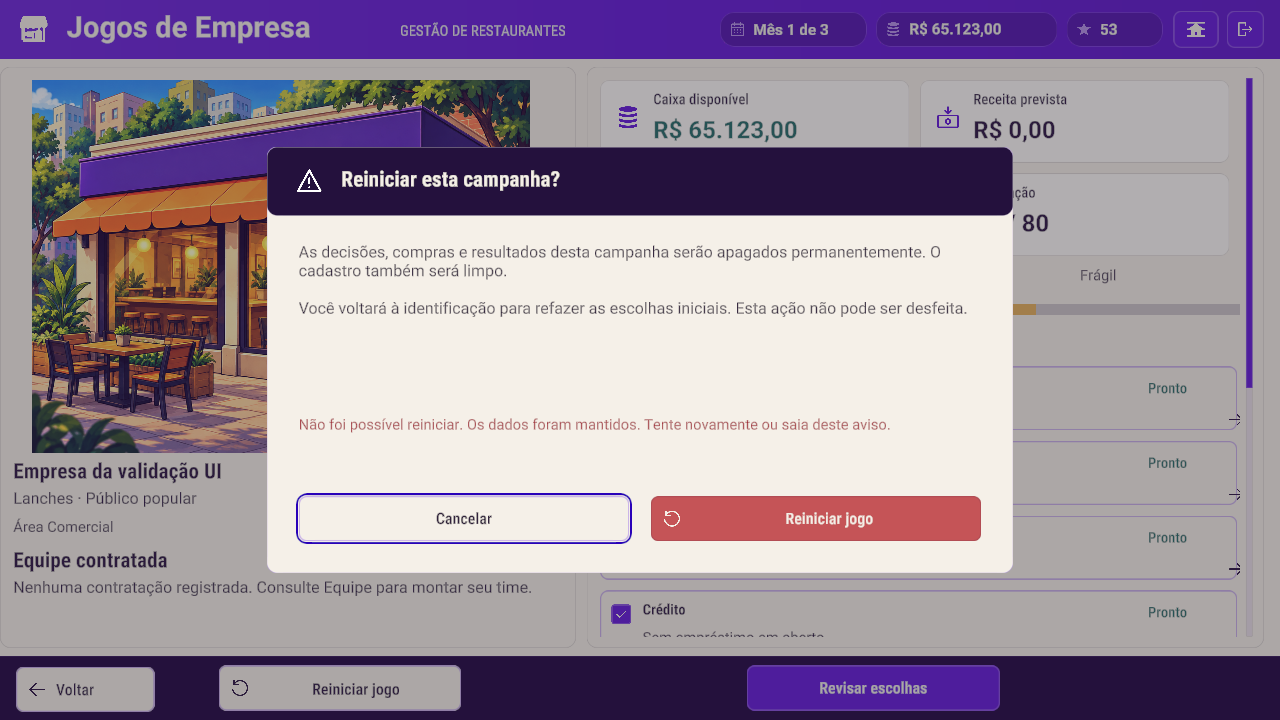 Jogos de Empresa
GESTÃO DE RESTAURANTES
Mês 1 de 3
R$ 65.123,00
53
Caixa disponível
R$ 65.123,00
Receita prevista
R$ 0,00
80
Frágil
Reiniciar esta campanha?
As decisões, compras e resultados desta campanha serão apagados permanentemente. O
cadastro também será limpo.
Você voltará à identificação para refazer as escolhas iniciais. Esta ação não pode ser desfeita.
Não foi possível reiniciar. Os dados foram mantidos. Tente novamente ou saia deste aviso.
Cancelar
Reiniciar jogo
Empresa da validação UI
Lanches · Público popular
Área Comercial
Equipe contratada
Nenhuma contratação registrada. Consulte Equipe para montar seu time.
Pronto
Pronto
Pronto
Crédito
Pronto
Sem empréstimo em aberto
Voltar
Reiniciar jogo
Revisar escolhas